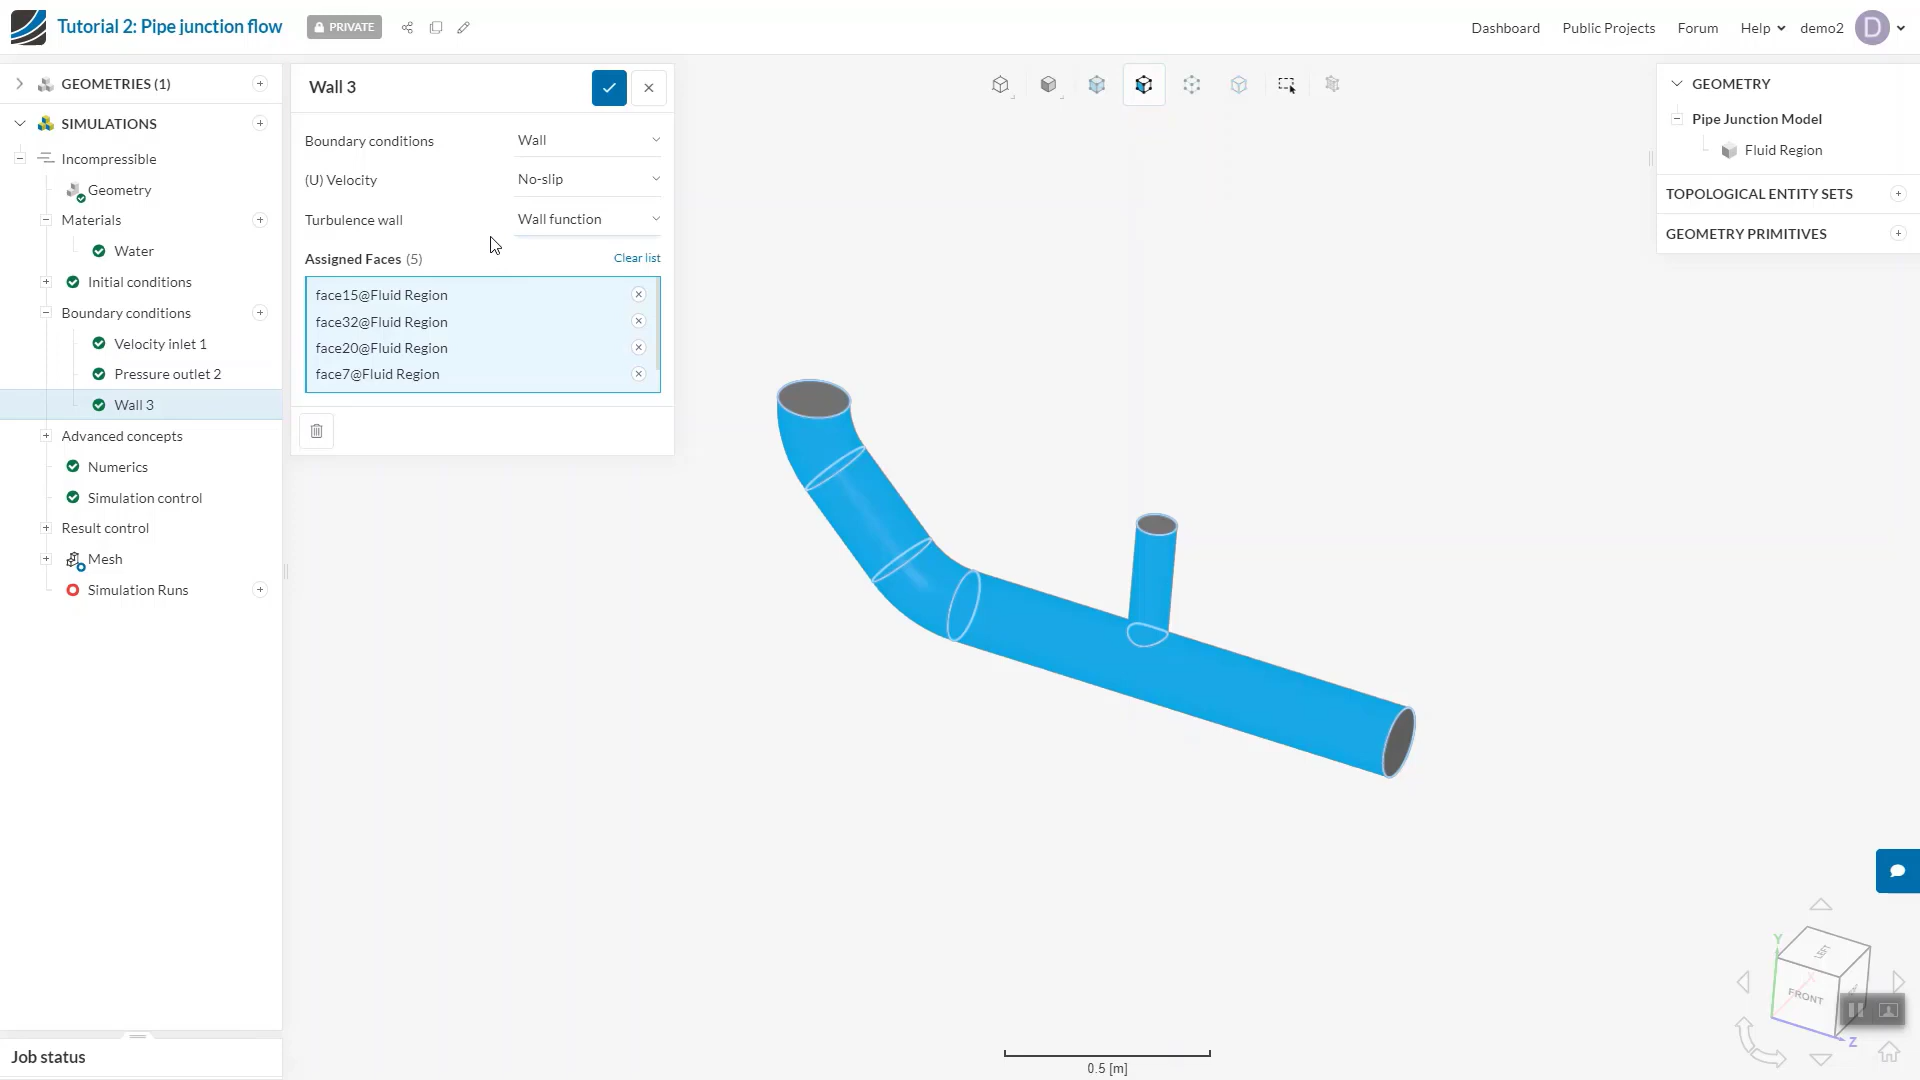 Tutorial 2: Pipe junction flow
PRIVATE
Dashboard
Public Projects
Forum
Help
demo2
D
GEOMETRIES (1)
SIMULATIONS
Incompressible
Geometry
Materials
Water
Initial conditions
Boundary conditions
Velocity inlet 1
Pressure outlet 2
Wall 3
Advanced concepts
Numerics
Simulation control
Result control
Mesh
Simulation Runs
Job status
Wall 3
Boundary conditions
Wall
(U) Velocity
No-slip
Turbulence wall
Wall function
Assigned Faces (5)
Clear list
face15@Fluid Region
face32@Fluid Region
face20@Fluid Region
face7@Fluid Region
GEOMETRY
Pipe Junction Model
Fluid Region
TOPOLOGICAL ENTITY SETS
GEOMETRY PRIMITIVES
0.5 [m]
Y
LEFT
X
FRONT
Z